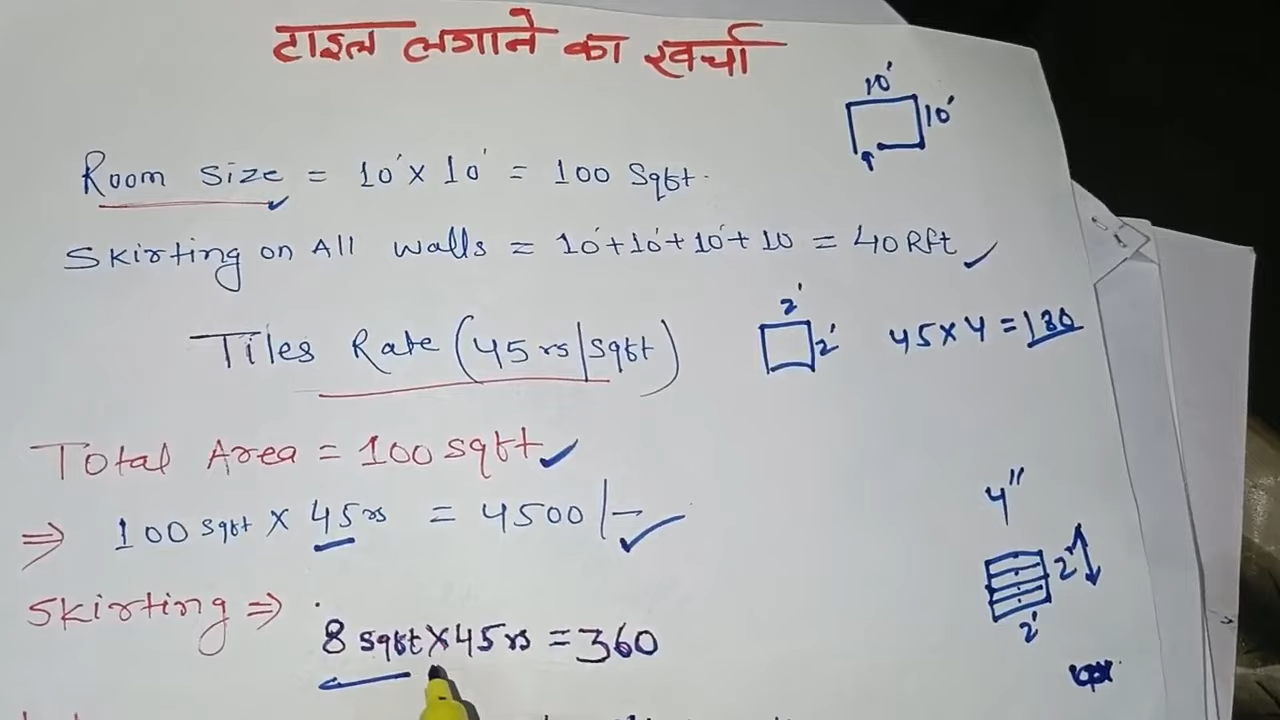 टाइल लगाने का खर्चा
10'
10'
Room Size = 10' x 10' = 100 Sqft.
Skirting on All walls = 10'+10'+10'+10 = 40 Rft
Tiles Rate (45 rs/Sqft)
2'
2'
45 x 4 = 180
Total Area = 100 sqft
⇒ 100 sqft x 45 rs = 4500/-
4"
2'
2'
Skirting ⇒
8 sqft x 45 rs = 360